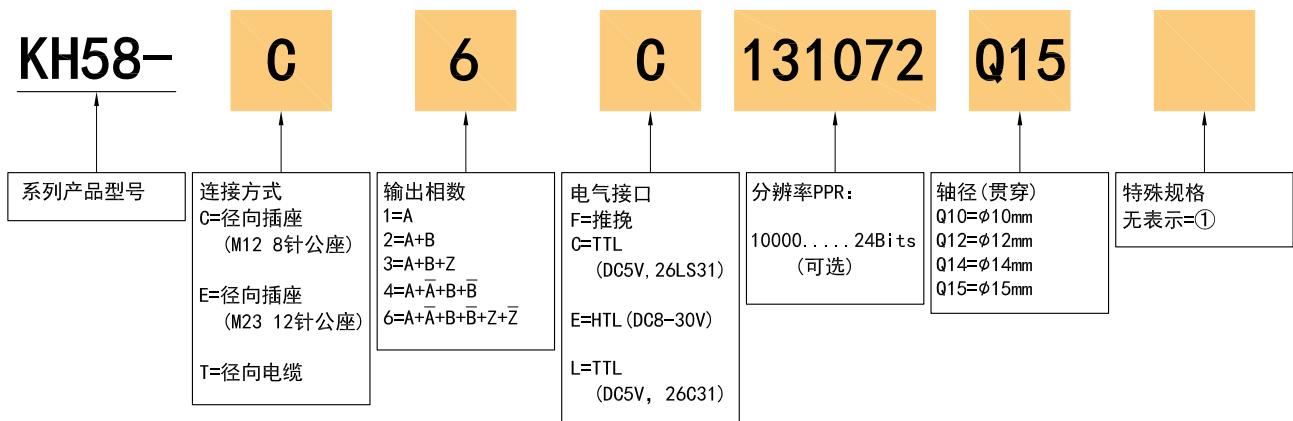 KH58- C 6 C 131072 Q15
系列产品型号
连接方式
C=径向插座
(M12 8针公座)
E=径向插座
(M23 12针公座)
T=径向电缆
输出相数
1=A
2=A+B
3=A+B+Z
4=A+A̅+B+B̅
6=A+A̅+B+B̅+Z+Z̅
电气接口
F=推挽
C=TTL
(DC5V,26LS31)
E=HTL(DC8-30V)
L=TTL
(DC5V, 26C31)
分辨率PPR:
10000.....24Bits
(可选)
轴径(贯穿)
Q10=φ10mm
Q12=φ12mm
Q14=φ14mm
Q15=φ15mm
特殊规格
无表示=①